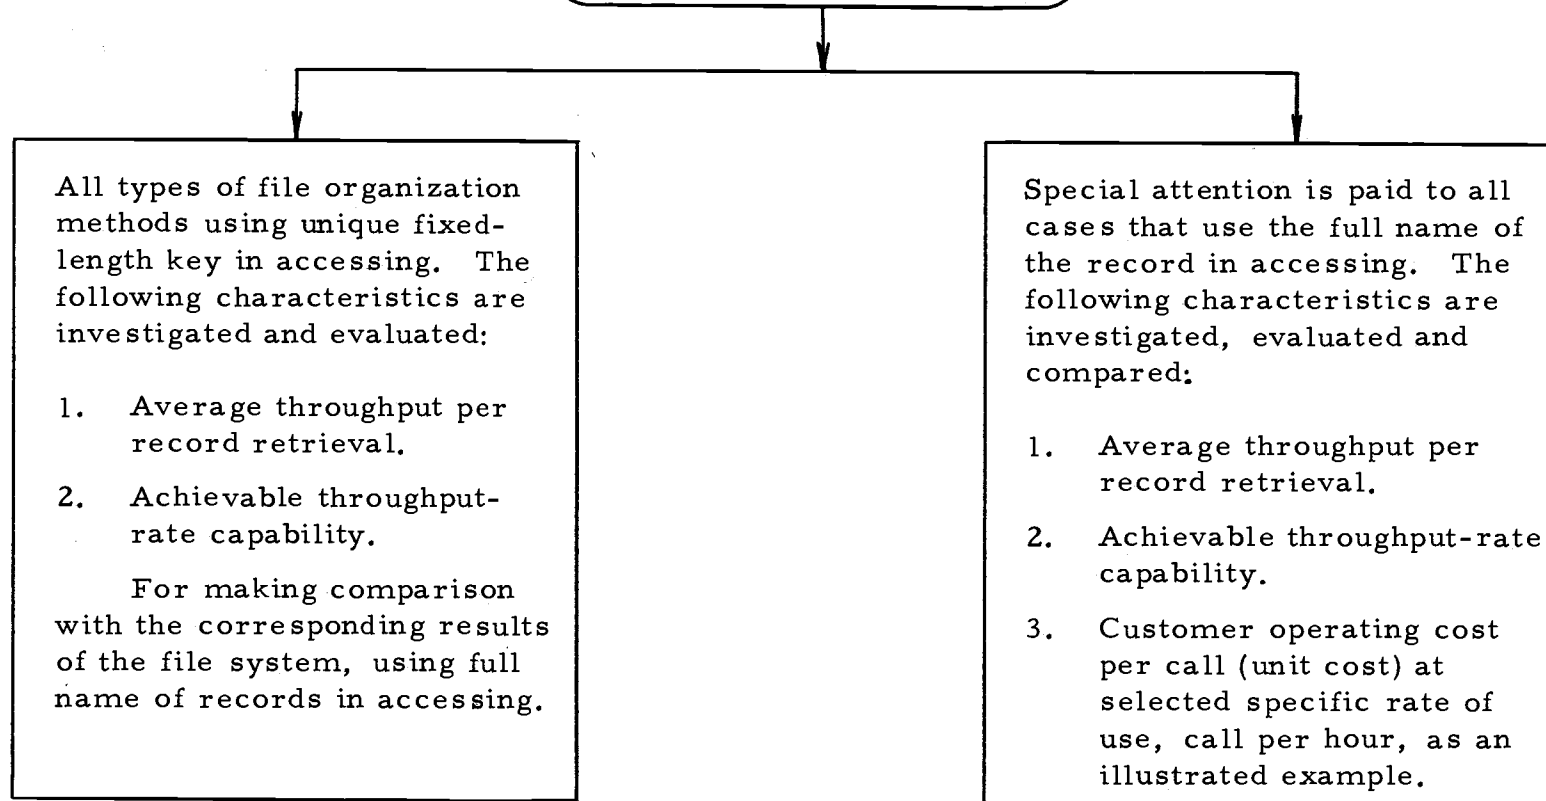 All types of file organization
methods using unique fixed-
length key in accessing. The
following characteristics are
investigated and evaluated:
1. Average throughput per
record retrieval.
2. Achievable throughput-
rate capability.
For making comparison
with the corresponding results
of the file system, using full
name of records in accessing.
Special attention is paid to all
cases that use the full name of
the record in accessing. The
following characteristics are
investigated, evaluated and
compared:
1. Average throughput per
record retrieval.
2. Achievable throughput-rate
capability.
3. Customer operating cost
per call (unit cost) at
selected specific rate of
use, call per hour, as an
illustrated example.